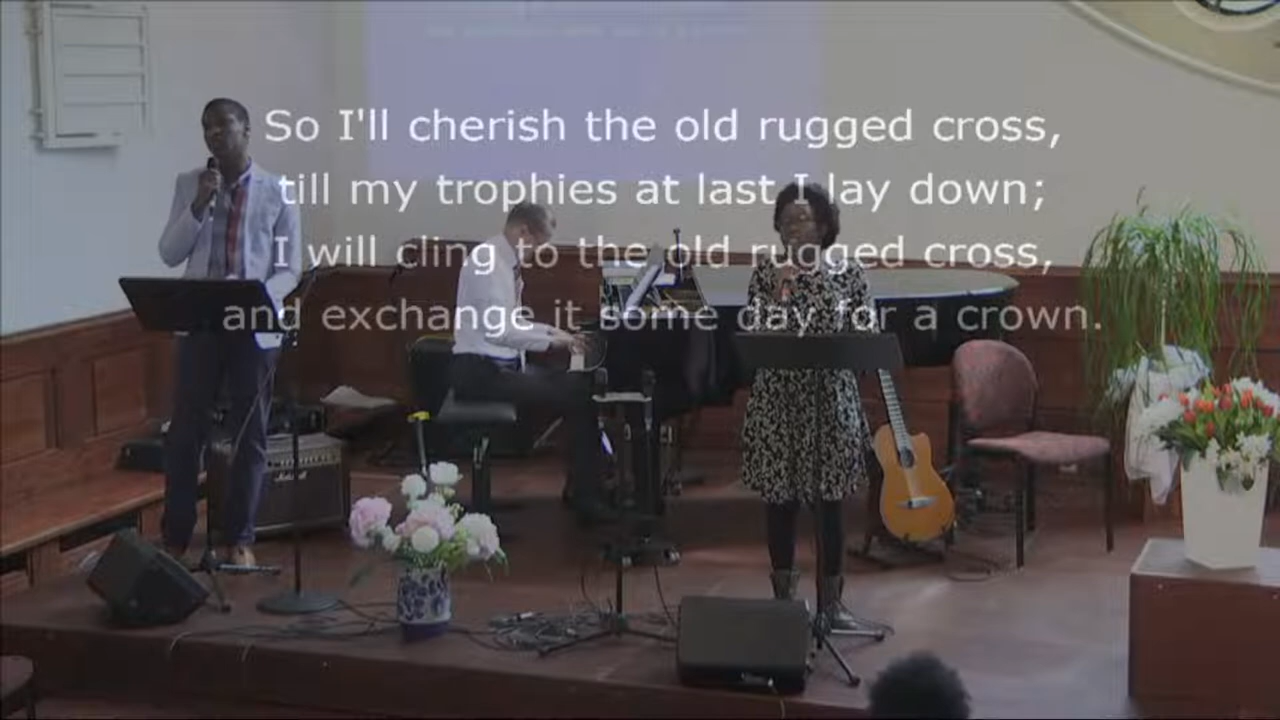 So I'll cherish the old rugged cross,
till my trophies at last I lay down;
I will cling to the old rugged cross,
and exchange it some day for a crown.